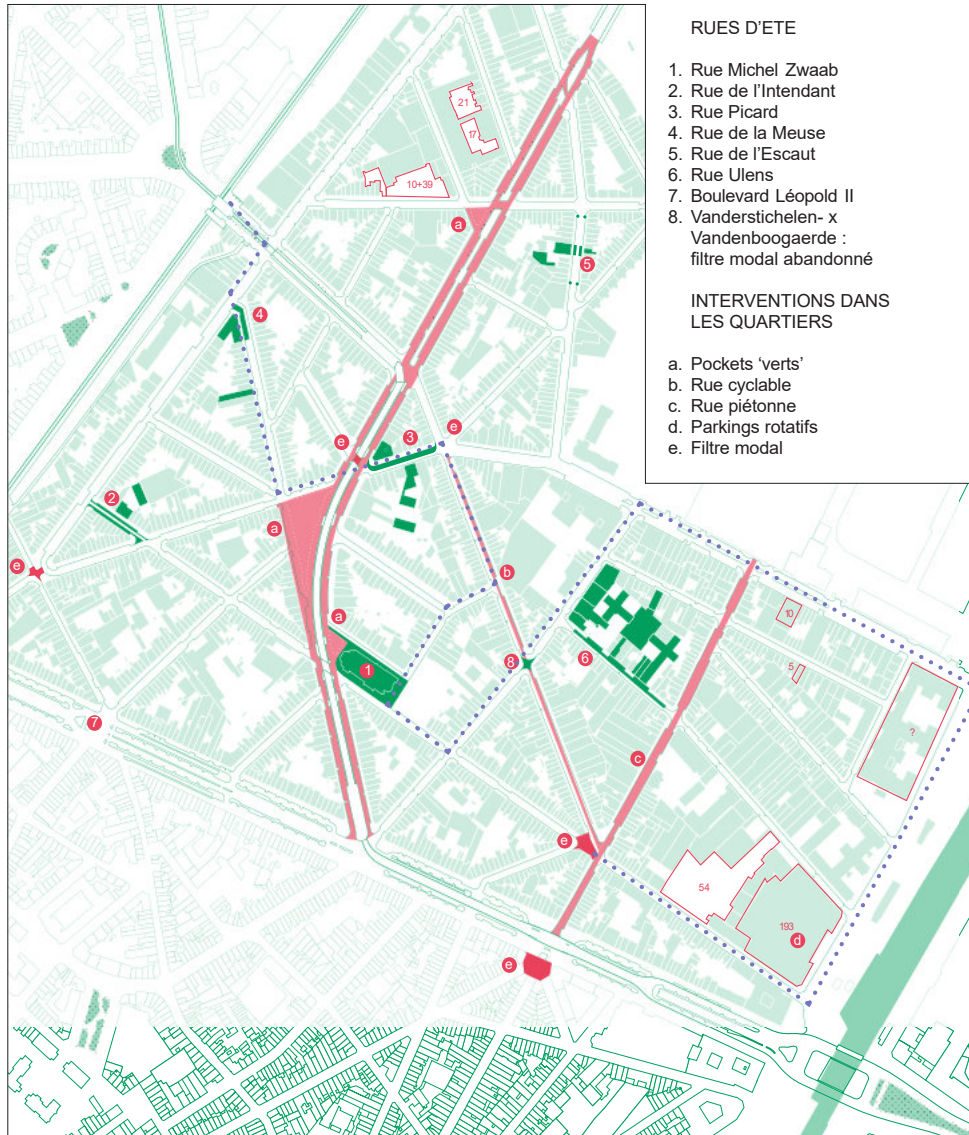 RUES D'ETE
1. Rue Michel Zwaab
2. Rue de l'Intendant
3. Rue Picard
4. Rue de la Meuse
5. Rue de l'Escaut
6. Rue Ulens
7. Boulevard Léopold II
8. Vanderstichelen- x
Vandenboogaerde :
filtre modal abandonné
INTERVENTIONS DANS
LES QUARTIERS
a. Pockets 'verts'
b. Rue cyclable
c. Rue piétonne
d. Parkings rotatifs
e. Filtre modal
21
17
10+39
a
5
4
3
e
e
2
a
e
b
a
10
8
1
6
5
7
?
c
e
54
193
d
e